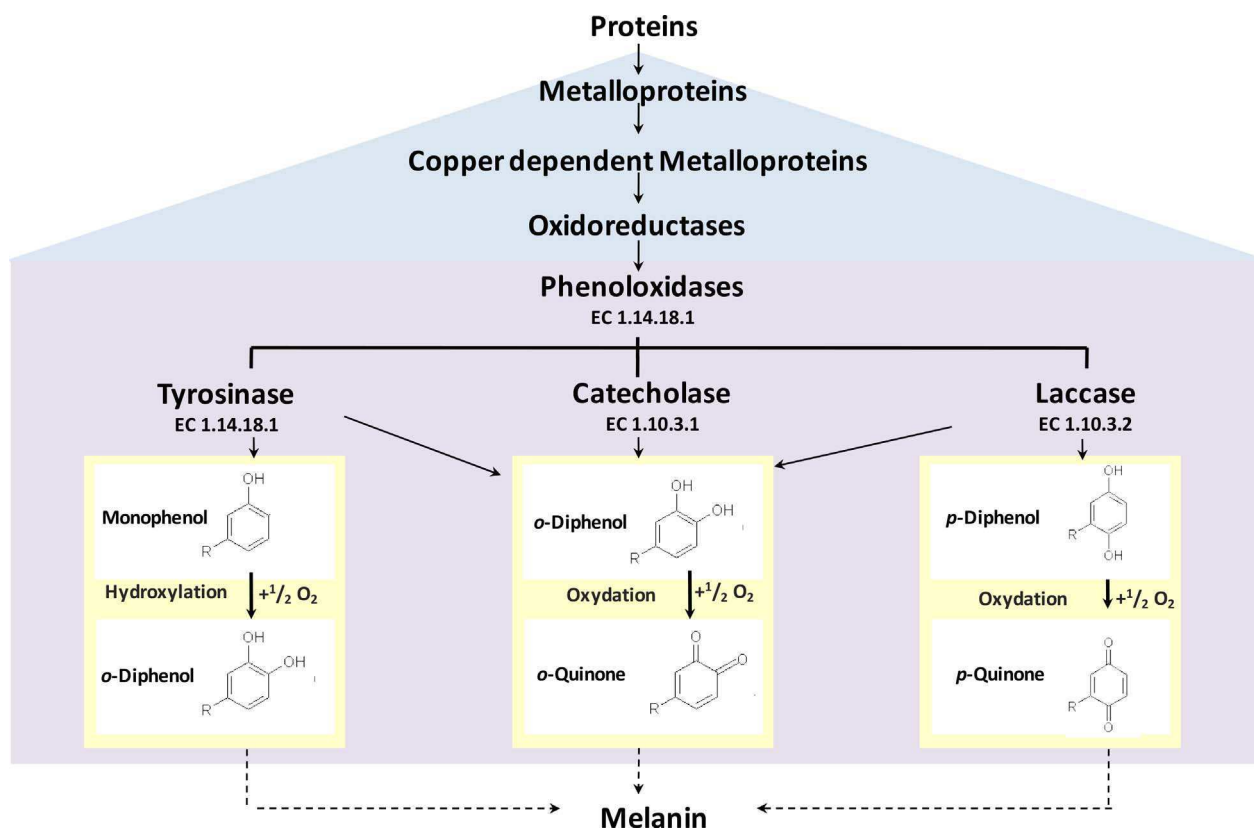 Proteins
Metalloproteins
Copper dependent Metalloproteins
Oxidoreductases
Phenoloxidases
EC 1.14.18.1
Tyrosinase
EC 1.14.18.1
Catecholase
EC 1.10.3.1
Laccase
EC 1.10.3.2
Monophenol
OH
R
Hydroxylation
+1/2 O2
o-Diphenol
OH
OH
R
o-Diphenol
OH
OH
R
Oxydation
+1/2 O2
o-Quinone
O
O
R
p-Diphenol
OH
R
OH
Oxydation
+1/2 O2
p-Quinone
O
R
O
Melanin